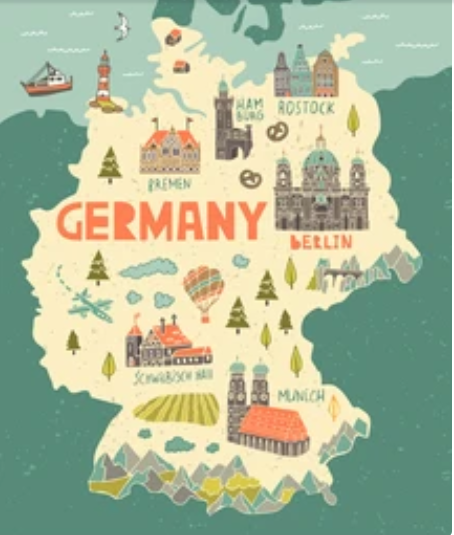 HAM
BURG
ROSTOCK
BREMEN
GERMANY
BERLIN
SCHWÄBISCH HALL
MUNICH